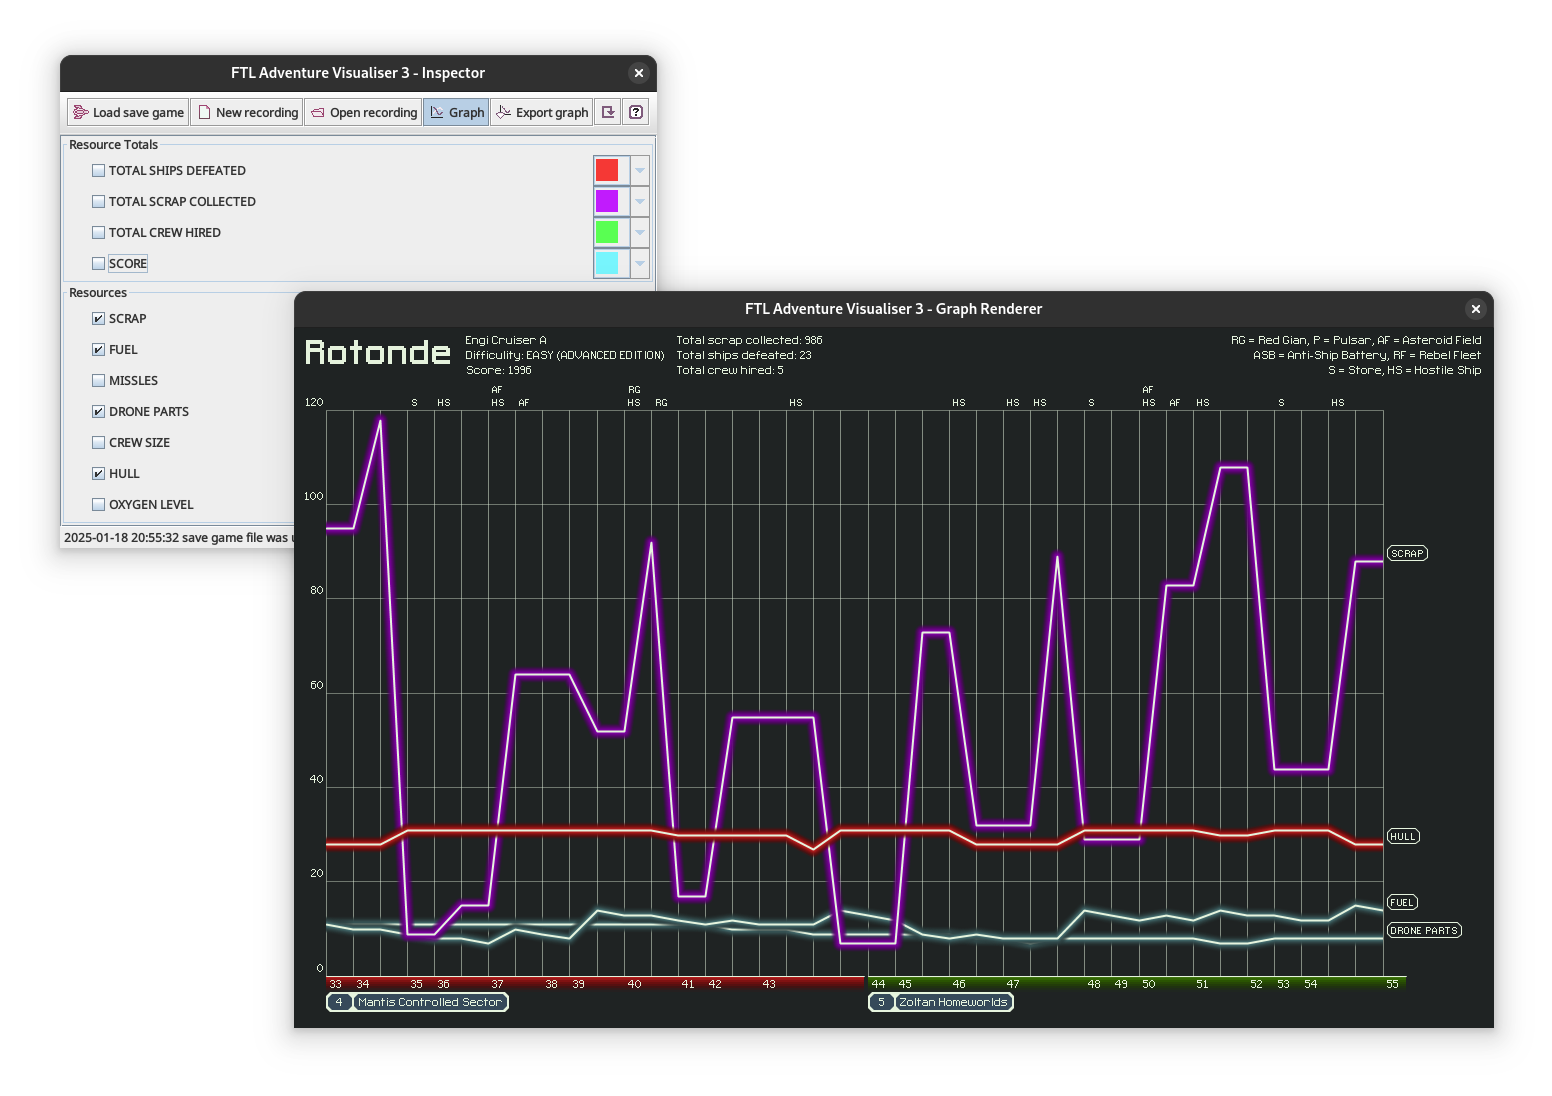 FTL Adventure Visualiser 3 - Inspector
Load save game New recording Open recording Graph Export graph
Resource Totals
TOTAL SHIPS DEFEATED
TOTAL SCRAP COLLECTED
TOTAL CREW HIRED
SCORE
Resources
SCRAP
FUEL
MISSLES
DRONE PARTS
CREW SIZE
HULL
OXYGEN LEVEL
2025-01-18 20:55:32 save game file was
FTL Adventure Visualiser 3 - Graph Renderer
Rotonde
Engi Cruiser A
Difficulity: EASY (ADVANCED EDITION)
Score: 1996
Total scrap collected: 986
Total ships defeated: 23
Total crew hired: 5
RG = Red Gian, P = Pulsar, AF = Asteroid Field
ASB = Anti-Ship Battery, RF = Rebel Fleet
S = Store, HS = Hostile Ship
AF RG AF
S HS HS AF HS RG HS HS HS HS S HS AF HS S HS
120
100
80
60
40
20
0
SCRAP
HULL
FUEL
DRONE PARTS
33 34 35 36 37 38 39 40 41 42 43 44 45 46 47 48 49 50 51 52 53 54 55
4 Mantis Controlled Sector 5 Zoltan Homeworlds